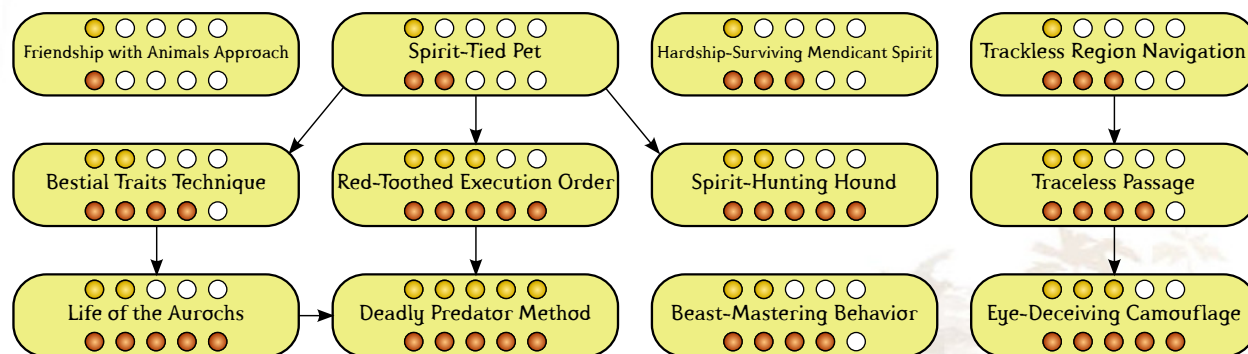 Friendship with Animals Approach
Spirit-Tied Pet
Hardship-Surviving Mendicant Spirit
Trackless Region Navigation
Bestial Traits Technique
Red-Toothed Execution Order
Spirit-Hunting Hound
Traceless Passage
Life of the Aurochs
Deadly Predator Method
Beast-Mastering Behavior
Eye-Deceiving Camouflage